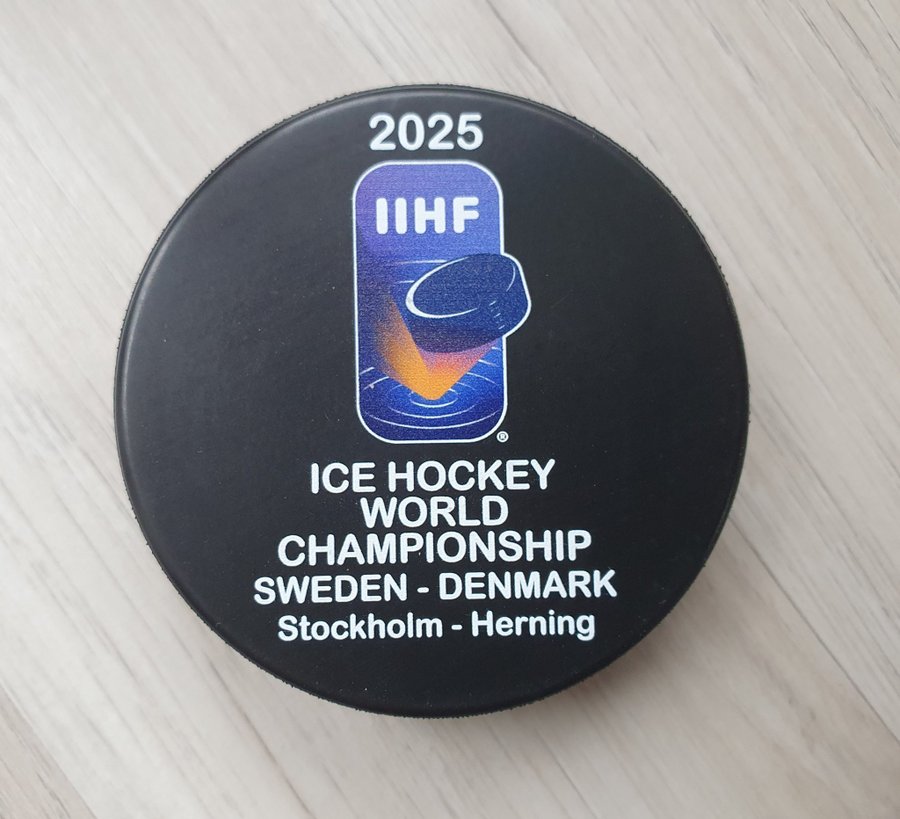 2025
IIHF
®
ICE HOCKEY
WORLD
CHAMPIONSHIP
SWEDEN - DENMARK
Stockholm - Herning